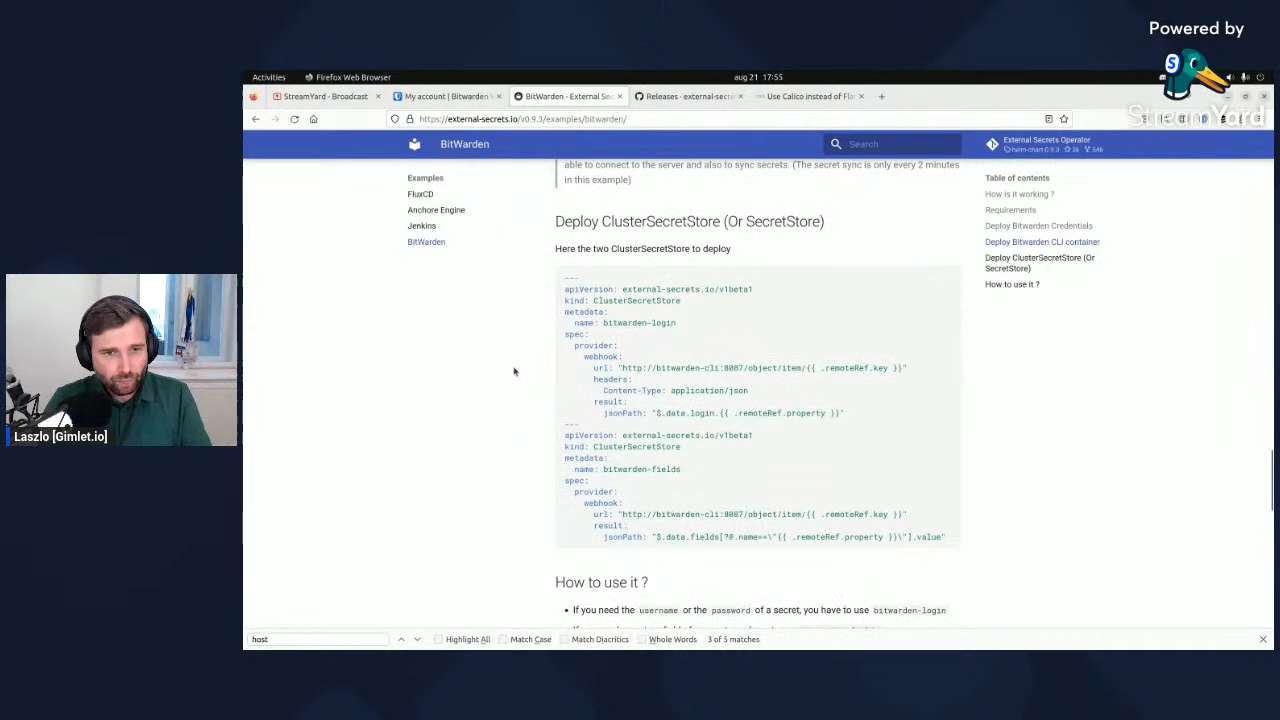 Powered by
StreamYard
Activities
Firefox Web Browser
aug 21 17:55
StreamYard - Broadcast
My account | Bitwarden
BitWarden - External Sec
Releases · external-secre
Use Calico instead of Fla
https://external-secrets.io/v0.9.3/examples/bitwarden/
BitWarden
Search
External Secrets Operator
helm-chart-0.9.3 3k 546
Examples
FluxCD
Anchore Engine
Jenkins
BitWarden
able to connect to the server and also to sync secrets. (The secret sync is only every 2 minutes
in this example)
Deploy ClusterSecretStore (Or SecretStore)
Here the two ClusterSecretStore to deploy
---
apiVersion: external-secrets.io/v1beta1
kind: ClusterSecretStore
metadata:
name: bitwarden-login
spec:
provider:
webhook:
url: "http://bitwarden-cli:8087/object/item/{{ .remoteRef.key }}"
headers:
Content-Type: application/json
result:
jsonPath: "$.data.login.{{ .remoteRef.property }}"
---
apiVersion: external-secrets.io/v1beta1
kind: ClusterSecretStore
metadata:
name: bitwarden-fields
spec:
provider:
webhook:
url: "http://bitwarden-cli:8087/object/item/{{ .remoteRef.key }}"
result:
jsonPath: "$.data.fields[?@.name==\"{{ .remoteRef.property }}\"].value"
How to use it ?
If you need the username or the password of a secret, you have to use bitwarden-login
Table of contents
How is it working ?
Requirements
Deploy Bitwarden Credentials
Deploy Bitwarden CLI container
Deploy ClusterSecretStore (Or
SecretStore)
How to use it ?
Laszlo [Gimlet.io]
host
Highlight All
Match Case
Match Diacritics
Whole Words
3 of 5 matches